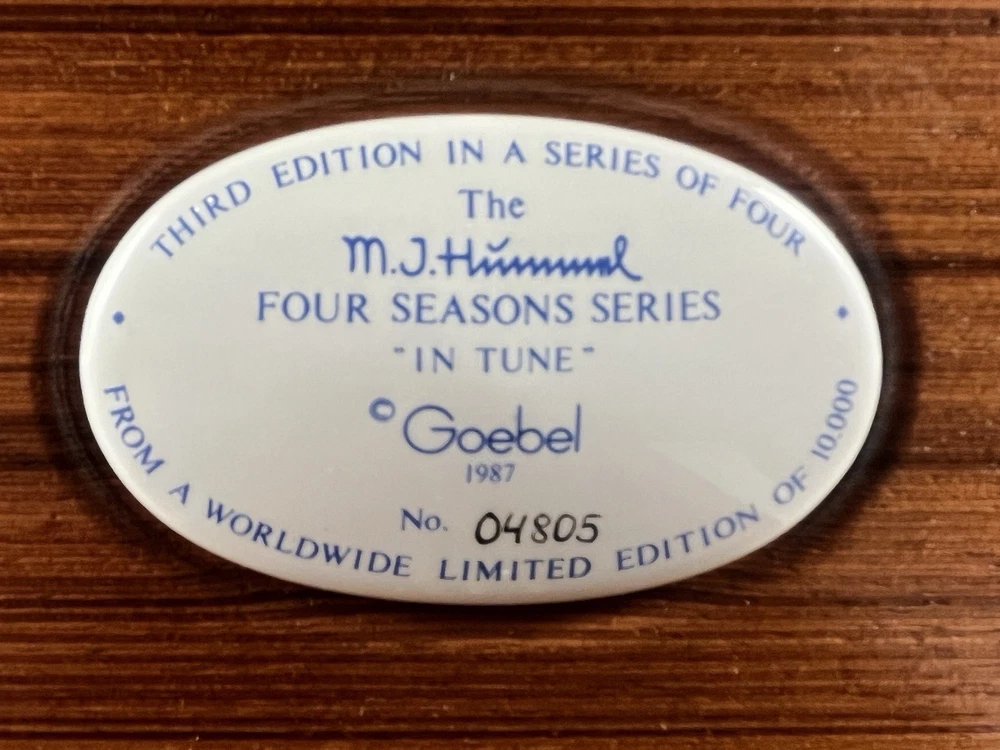 THIRD EDITION IN A SERIES OF FOUR
The
M.J.Hummel
FOUR SEASONS SERIES
"IN TUNE"
© Goebel
1987
No. 04805
FROM A WORLDWIDE LIMITED EDITION OF 10.000